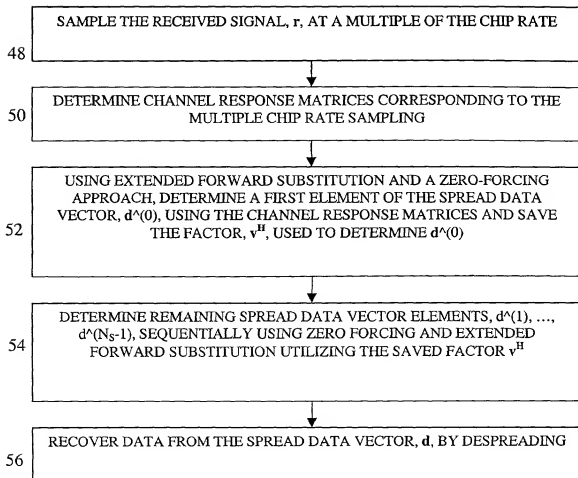 SAMPLE THE RECEIVED SIGNAL, r, AT A MULTIPLE OF THE CHIP RATE
48
DETERMINE CHANNEL RESPONSE MATRICES CORRESPONDING TO THE
MULTIPLE CHIP RATE SAMPLING
50
USING EXTENDED FORWARD SUBSTITUTION AND A ZERO-FORCING
APPROACH, DETERMINE A FIRST ELEMENT OF THE SPREAD DATA
VECTOR, d^(0), USING THE CHANNEL RESPONSE MATRICES AND SAVE
THE FACTOR, v^H, USED TO DETERMINE d^(0)
52
DETERMINE REMAINING SPREAD DATA VECTOR ELEMENTS, d^(1), ...,
d^(NS-1), SEQUENTIALLY USING ZERO FORCING AND EXTENDED
FORWARD SUBSTITUTION UTILIZING THE SAVED FACTOR v^H
54
RECOVER DATA FROM THE SPREAD DATA VECTOR, d, BY DESPREADING
56